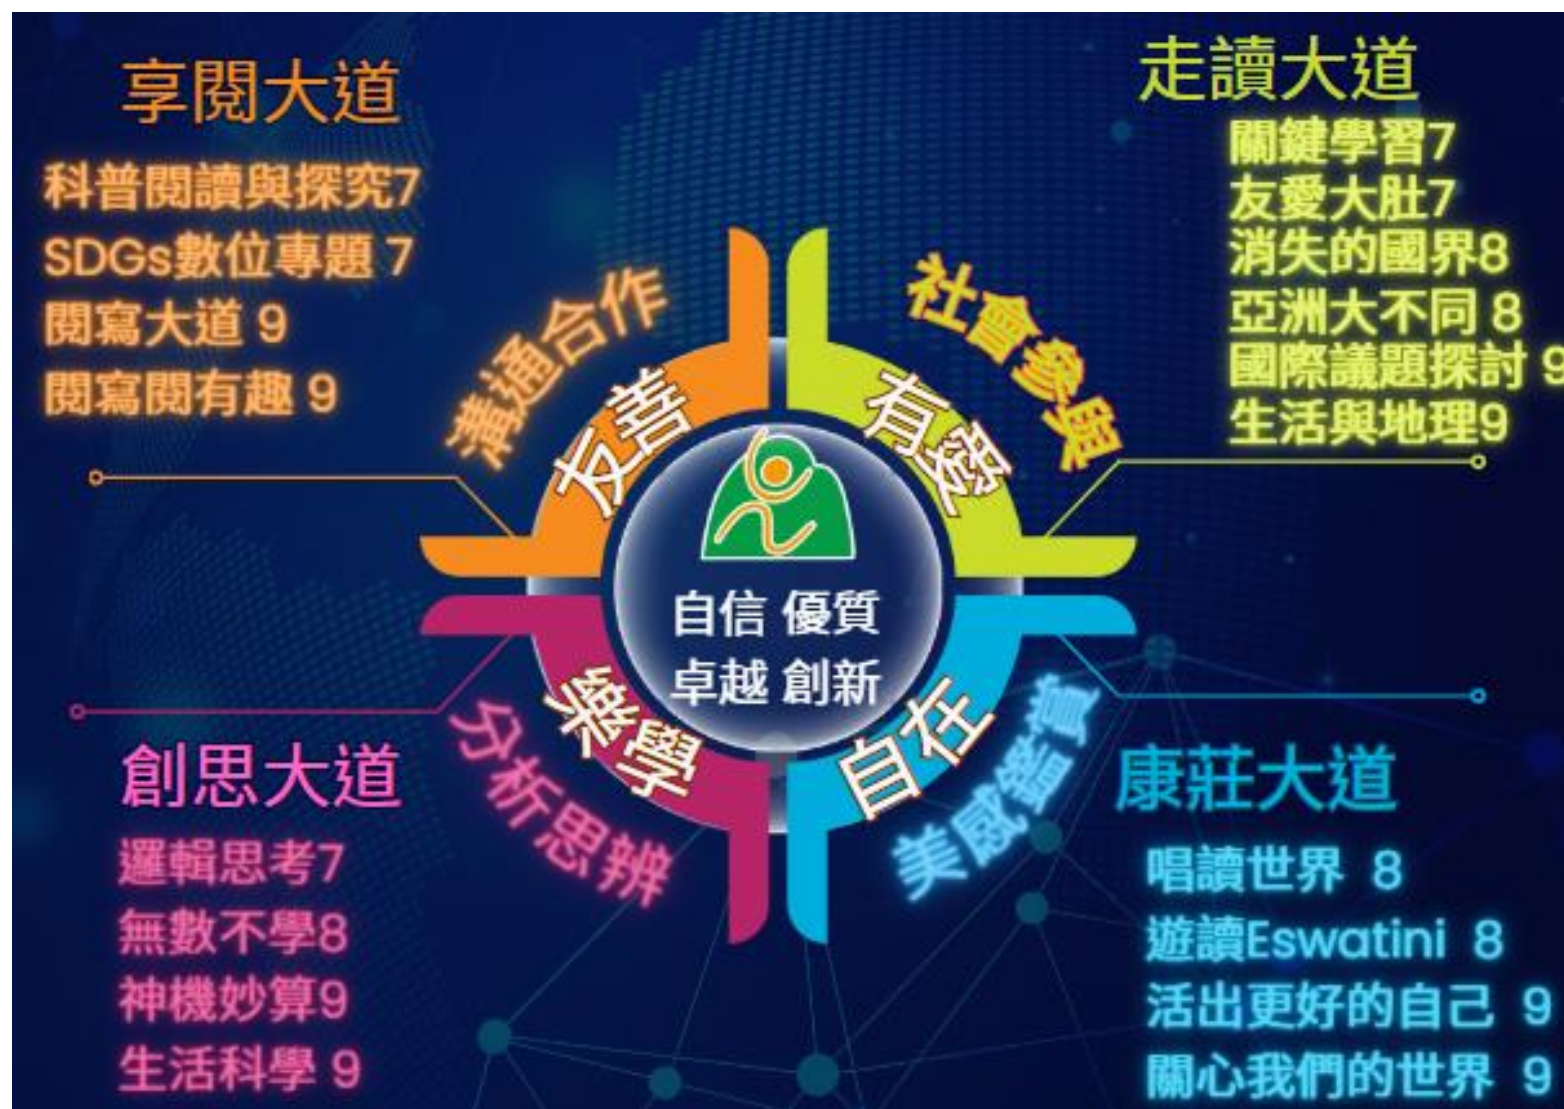 享閱大道
科普閱讀與探究7
SDGs數位專題 7
閱寫大道 9
閱寫閱有趣 9
走讀大道
關鍵學習7
友愛大肚7
消失的國界8
亞洲大不同 8
國際議題探討 9
生活與地理9
溝通合作
友善
社會參與
有愛
自信 優質
卓越 創新
樂學
分析思辨
自在
美感鑑賞
創思大道
邏輯思考7
無數不學8
神機妙算9
生活科學 9
康莊大道
唱讀世界 8
遊讀Eswatini 8
活出更好的自己 9
關心我們的世界 9